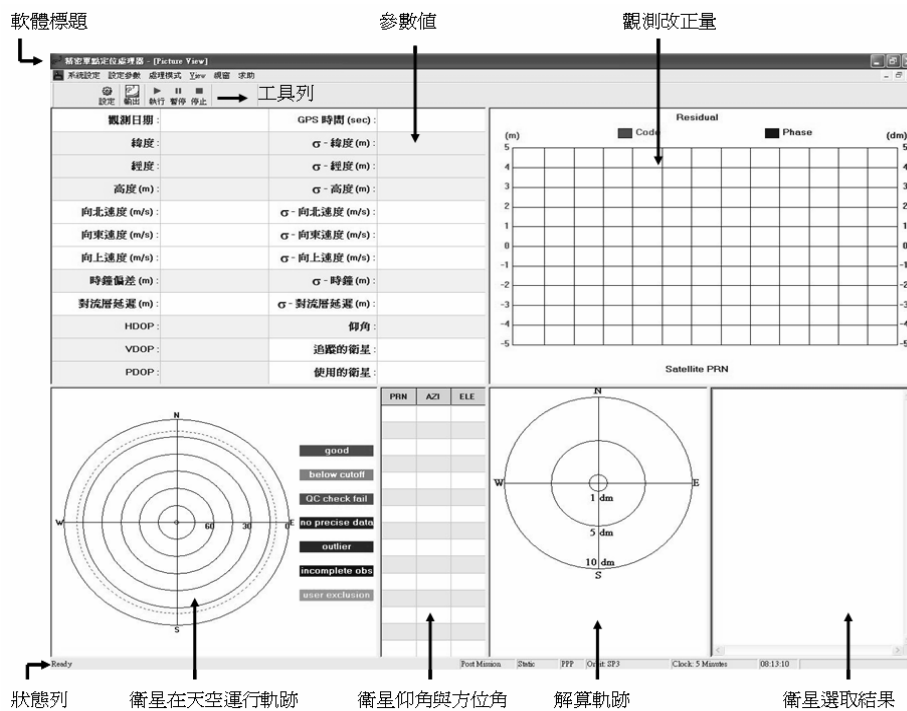 軟體標題
參數值
觀測改正量
精密單點定位處理器 - [Picture View]
系統設定 設定參數 處理模式 View 視窗 求助
設定 輸出 執行 暫停 停止
工具列
觀測日期 :
GPS 時間 (sec) :
緯度 :
σ - 緯度 (m) :
經度 :
σ - 經度 (m) :
高度 (m) :
σ - 高度 (m) :
向北速度 (m/s) :
σ - 向北速度 (m/s) :
向東速度 (m/s) :
σ - 向東速度 (m/s) :
向上速度 (m/s) :
σ - 向上速度 (m/s) :
時鐘偏差 (m) :
σ - 時鐘 (m) :
對流層延遲 (m) :
σ - 對流層延遲 (m) :
HDOP :
仰角 :
VDOP :
追蹤的衛星 :
PDOP :
使用的衛星 :
Residual
(m)
Code
Phase
(dm)
5
4
3
2
1
0
-1
-2
-3
-4
-5
5
4
3
2
1
0
-1
-2
-3
-4
-5
Satellite PRN
N
W
60
30
0
E
S
good
below cutoff
QC check fail
no precise data
outlier
incomplete obs
user exclusion
PRN AZI ELE
N
W
E
1 dm
5 dm
10 dm
S
Ready
Post Mission
Static
PPP
Orbit: SP3
Clock: 5 Minutes
08:13:10
狀態列
衛星在天空運行軌跡
衛星仰角與方位角
解算軌跡
衛星選取結果